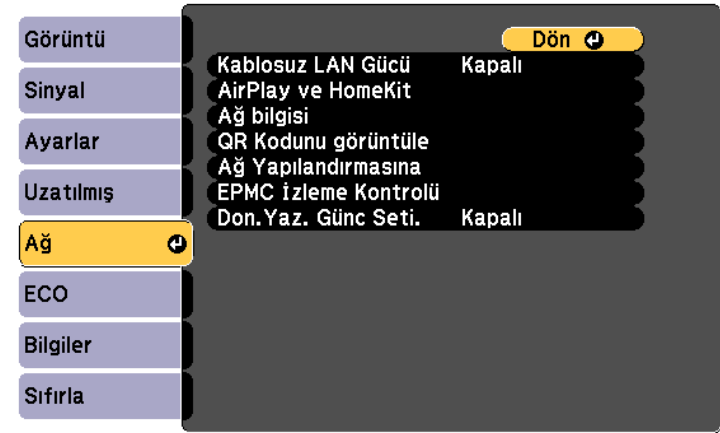 Görüntü
Sinyal
Ayarlar
Uzatılmış
Ağ
ECO
Bilgiler
Sıfırla
Dön
Kablosuz LAN Gücü Kapalı
AirPlay ve HomeKit
Ağ bilgisi
QR Kodunu görüntüle
Ağ Yapılandırmasına
EPMC İzleme Kontrolü
Don.Yaz. Günc Seti. Kapalı